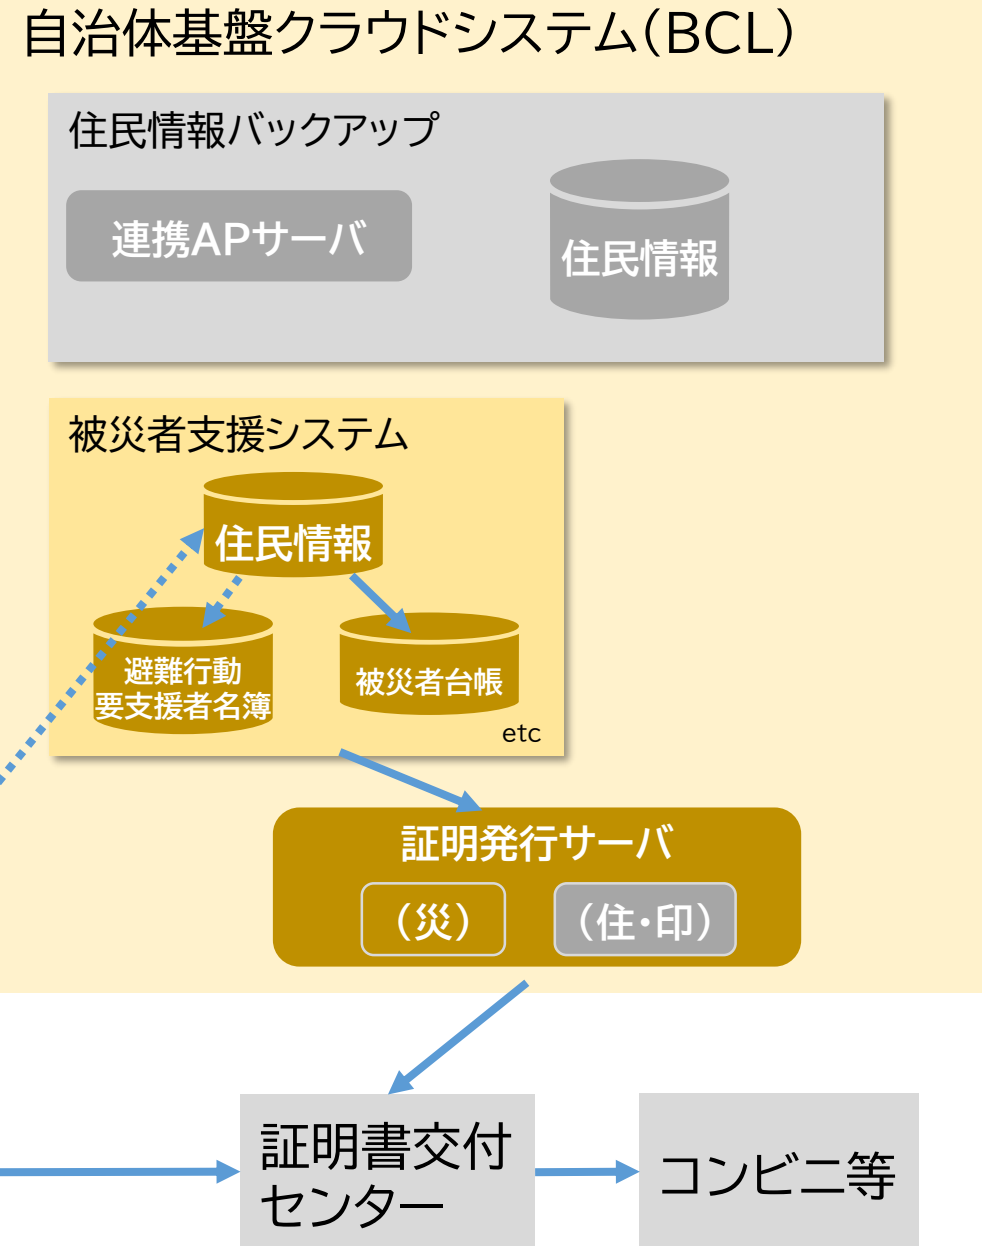 自治体基盤クラウドシステム(BCL)
住民情報バックアップ
連携APサーバ
住民情報
被災者支援システム
住民情報
避難行動
要支援者名簿
被災者台帳
etc
証明発行サーバ
(災)
(住・印)
証明書交付
センター
コンビニ等